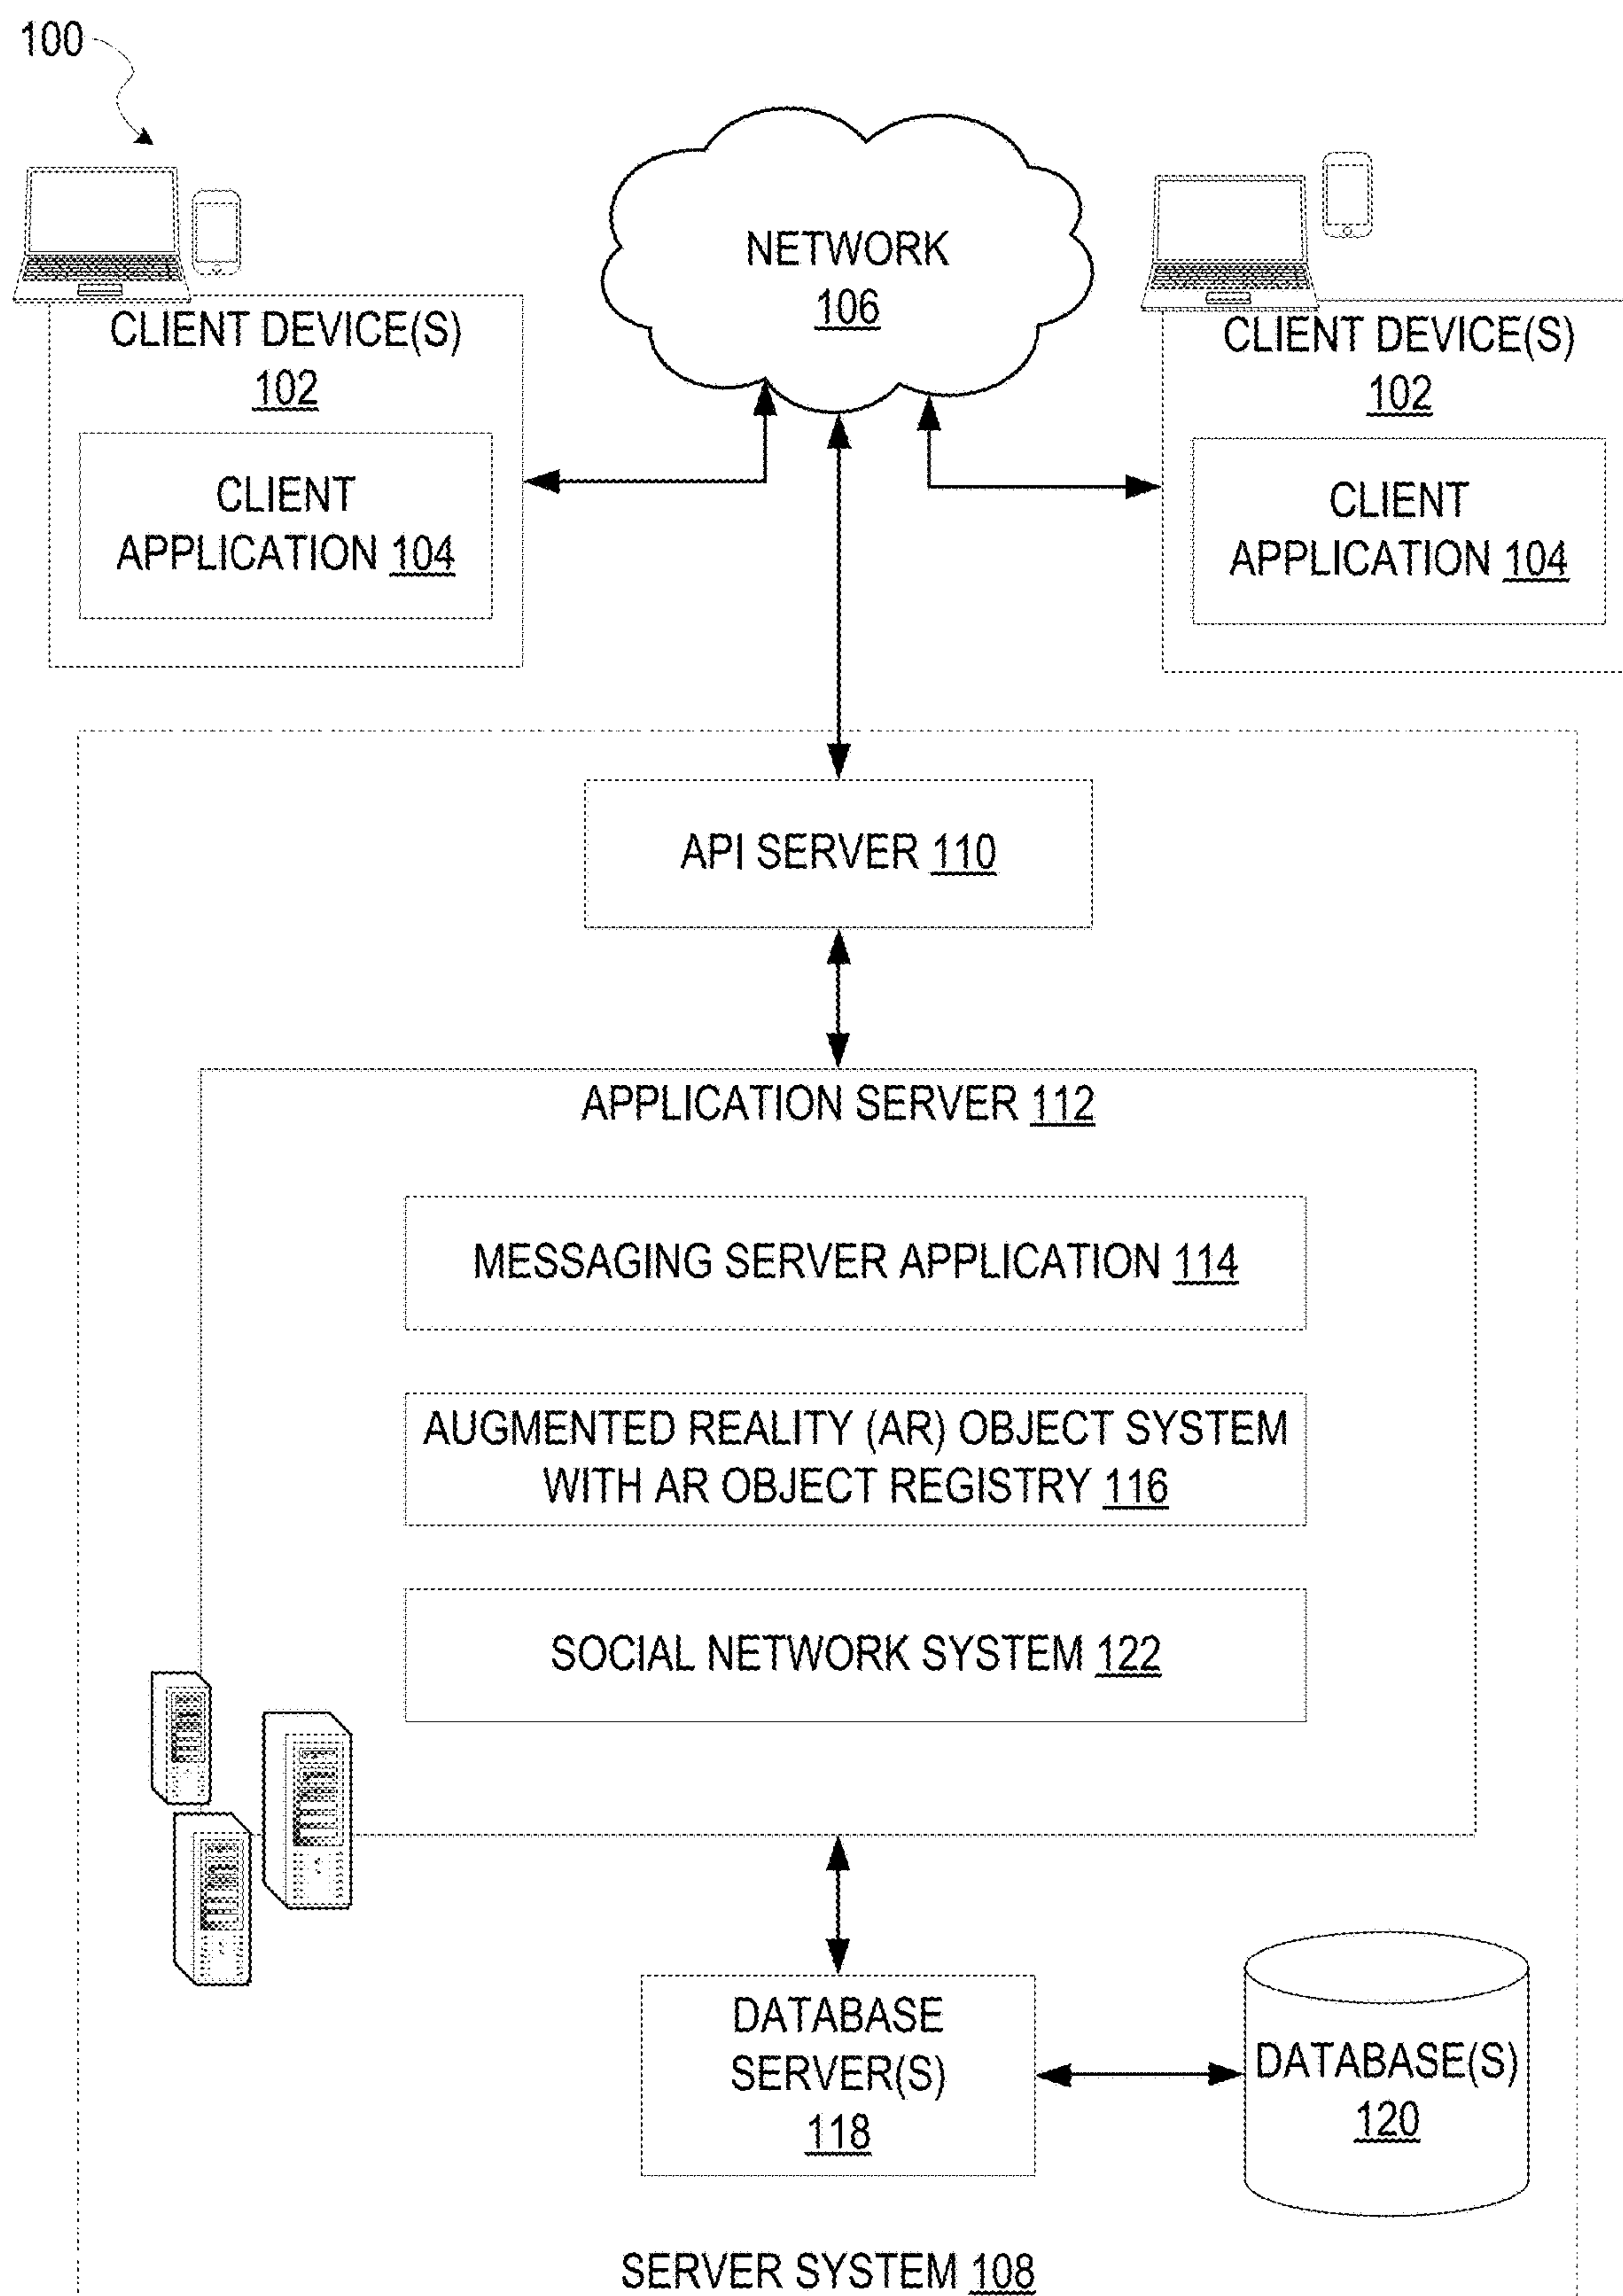 100
NETWORK
106
CLIENT DEVICE(S)
102
CLIENT
APPLICATION 104
CLIENT DEVICE(S)
102
CLIENT
APPLICATION 104
API SERVER 110
APPLICATION SERVER 112
MESSAGING SERVER APPLICATION 114
AUGMENTED REALITY (AR) OBJECT SYSTEM
WITH AR OBJECT REGISTRY 116
SOCIAL NETWORK SYSTEM 122
DATABASE
SERVER(S)
118
DATABASE(S)
120
SERVER SYSTEM 108